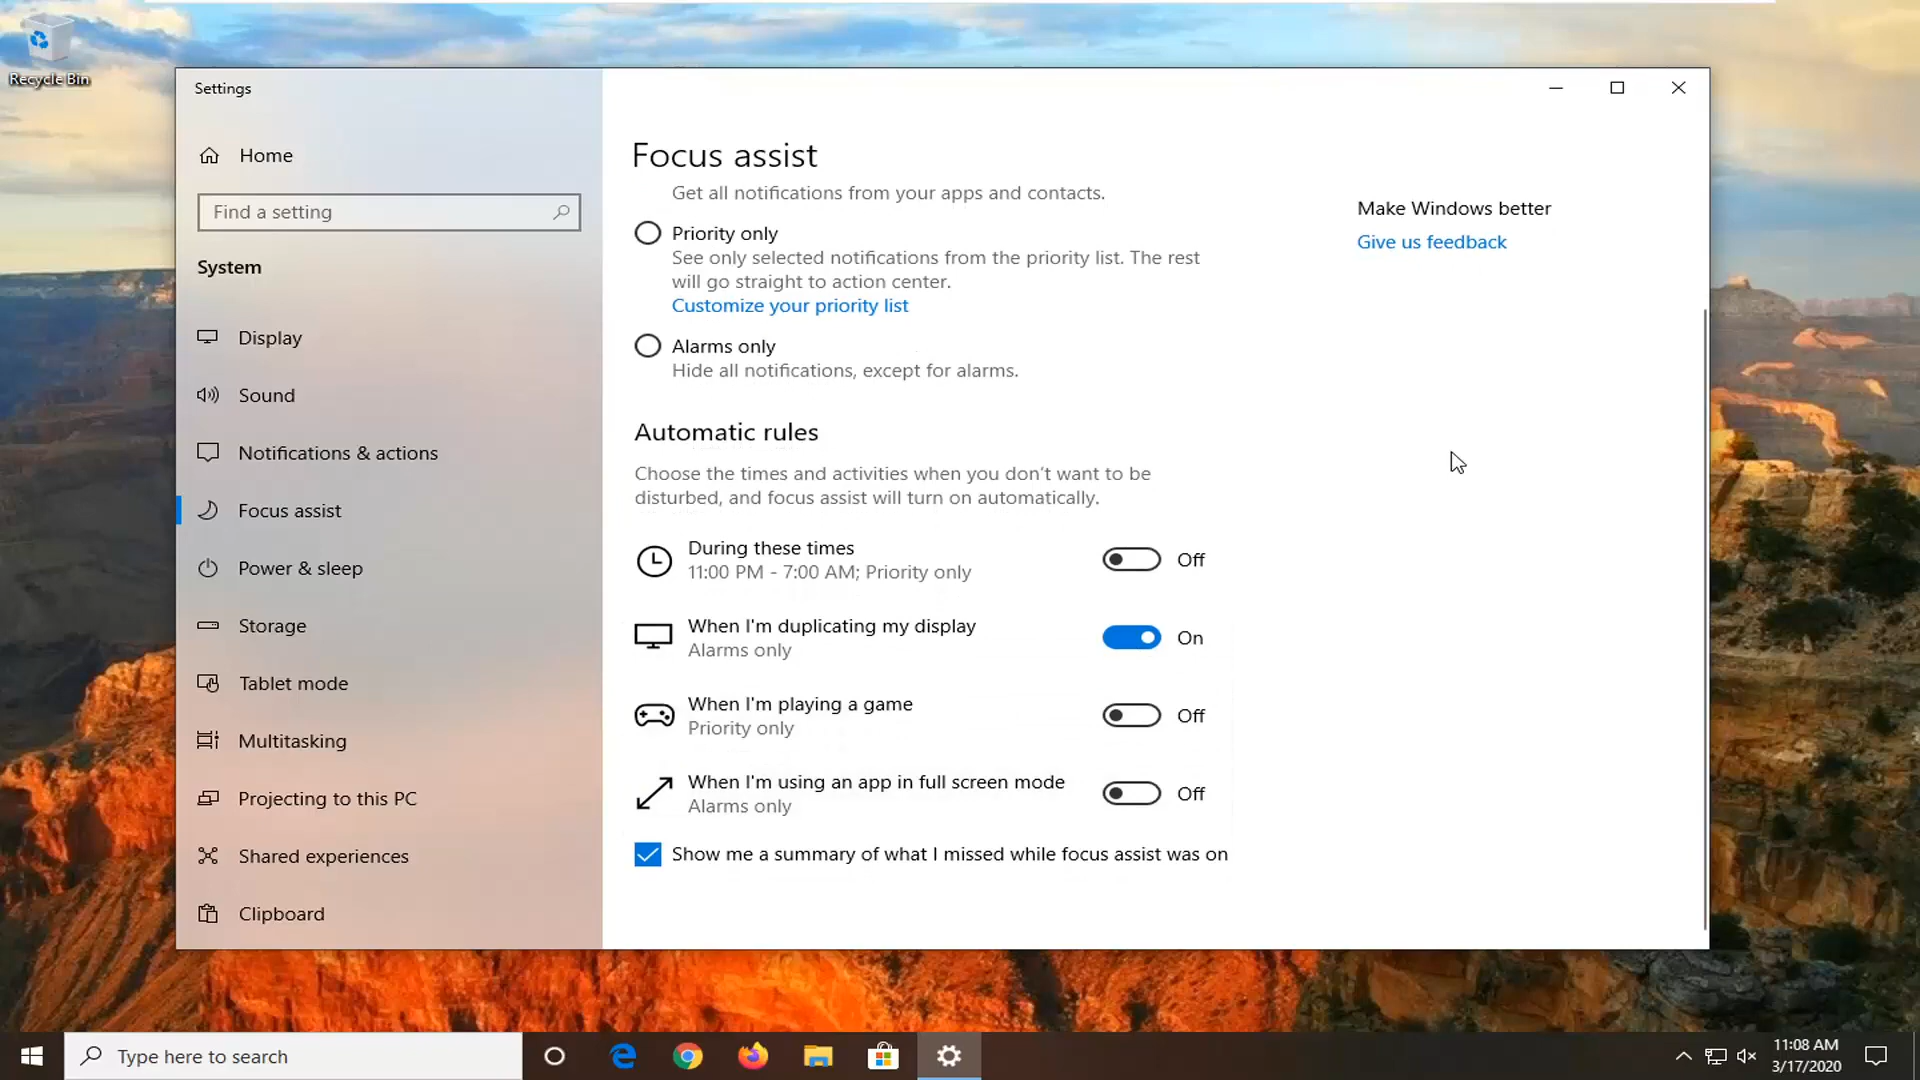 Recycle Bin
Settings
Home
Find a setting
System
Display
Sound
Notifications & actions
Focus assist
Power & sleep
Storage
Tablet mode
Multitasking
Projecting to this PC
Shared experiences
Clipboard
Focus assist
Get all notifications from your apps and contacts.
Priority only
See only selected notifications from the priority list. The rest
will go straight to action center.
Customize your priority list
Alarms only
Hide all notifications, except for alarms.
Automatic rules
Choose the times and activities when you don't want to be
disturbed, and focus assist will turn on automatically.
During these times
11:00 PM - 7:00 AM; Priority only
Off
When I'm duplicating my display
Alarms only
On
When I'm playing a game
Priority only
Off
When I'm using an app in full screen mode
Alarms only
Off
Show me a summary of what I missed while focus assist was on
Make Windows better
Give us feedback
Type here to search
11:08 AM
3/17/2020